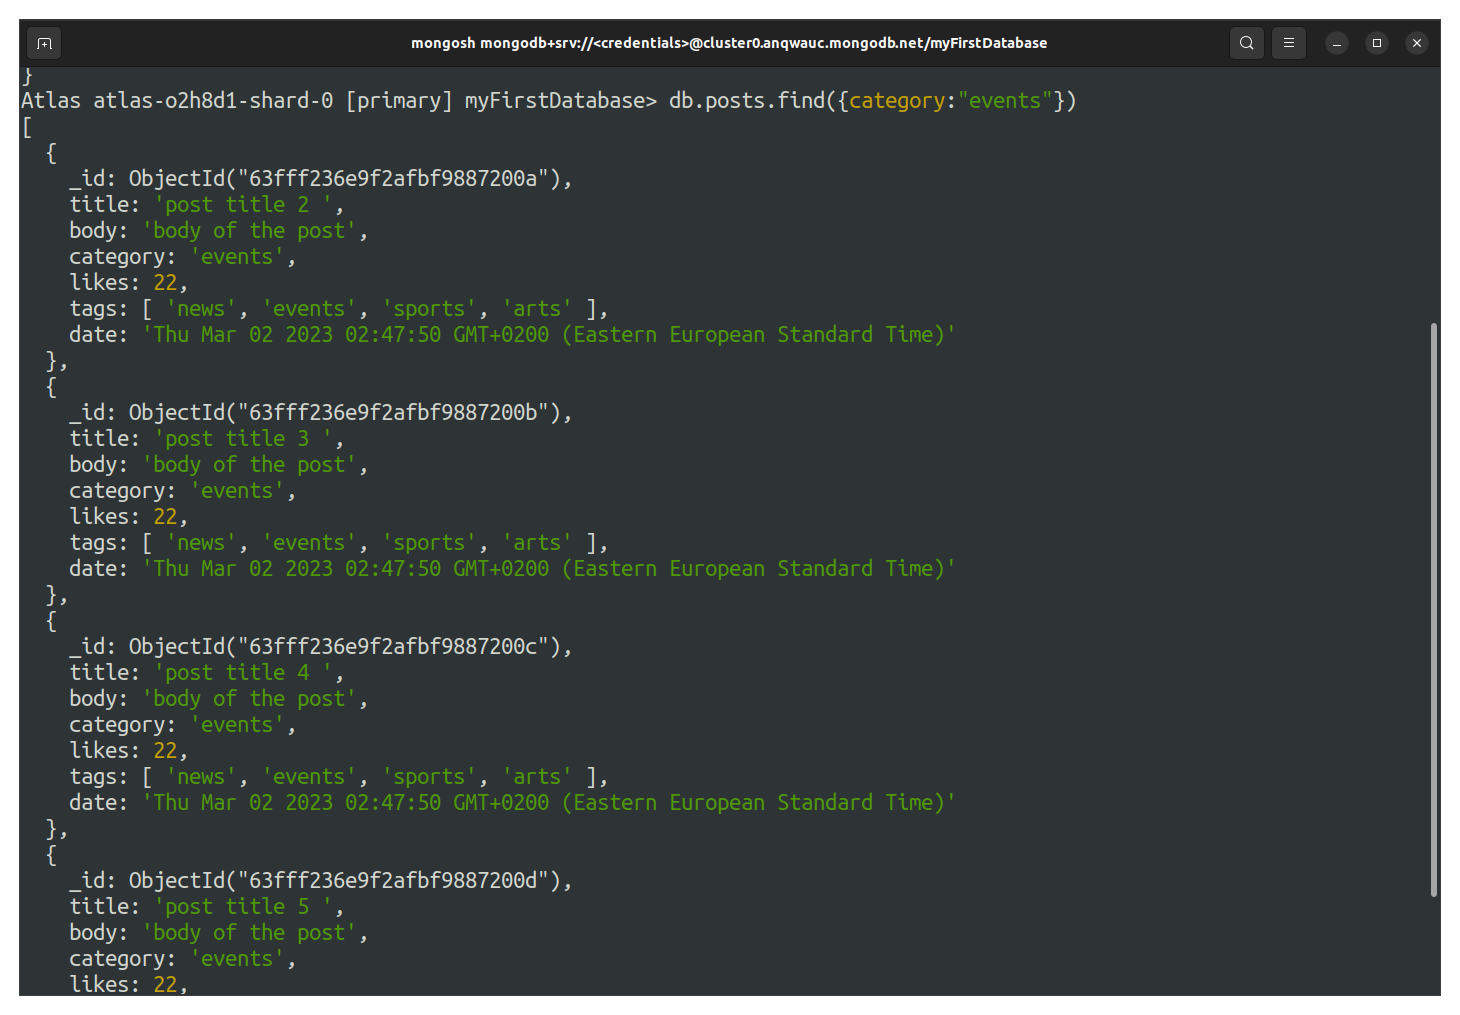 mongosh mongodb+srv://<credentials>@cluster0.anqwauc.mongodb.net/myFirstDatabase
}
Atlas atlas-o2h8d1-shard-0 [primary] myFirstDatabase> db.posts.find({category:"events"})
[
  {
    _id: ObjectId("63fff236e9f2afbf9887200a"),
    title: 'post title 2 ',
    body: 'body of the post',
    category: 'events',
    likes: 22,
    tags: [ 'news', 'events', 'sports', 'arts' ],
    date: 'Thu Mar 02 2023 02:47:50 GMT+0200 (Eastern European Standard Time)'
  },
  {
    _id: ObjectId("63fff236e9f2afbf9887200b"),
    title: 'post title 3 ',
    body: 'body of the post',
    category: 'events',
    likes: 22,
    tags: [ 'news', 'events', 'sports', 'arts' ],
    date: 'Thu Mar 02 2023 02:47:50 GMT+0200 (Eastern European Standard Time)'
  },
  {
    _id: ObjectId("63fff236e9f2afbf9887200c"),
    title: 'post title 4 ',
    body: 'body of the post',
    category: 'events',
    likes: 22,
    tags: [ 'news', 'events', 'sports', 'arts' ],
    date: 'Thu Mar 02 2023 02:47:50 GMT+0200 (Eastern European Standard Time)'
  },
  {
    _id: ObjectId("63fff236e9f2afbf9887200d"),
    title: 'post title 5 ',
    body: 'body of the post',
    category: 'events',
    likes: 22,